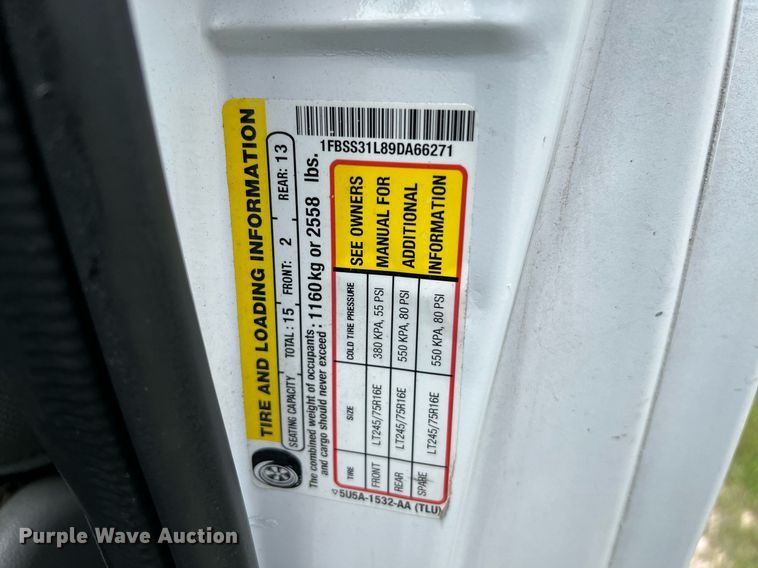 1FBSS31L89DA66271
TIRE AND LOADING INFORMATION
SEATING CAPACITY TOTAL: 15 FRONT: 2 REAR: 13
The combined weight of occupants and cargo should never exceed : 1160 kg or 2558 lbs.
TIRE SIZE COLD TIRE PRESSURE SEE OWNERS
FRONT LT245/75R16E 380 KPA, 55 PSI MANUAL FOR
REAR LT245/75R16E 550 KPA, 80 PSI ADDITIONAL
SPARE LT245/75R16E 550 KPA, 80 PSI INFORMATION
5U5A-1532-AA (TLU)
Purple Wave Auction